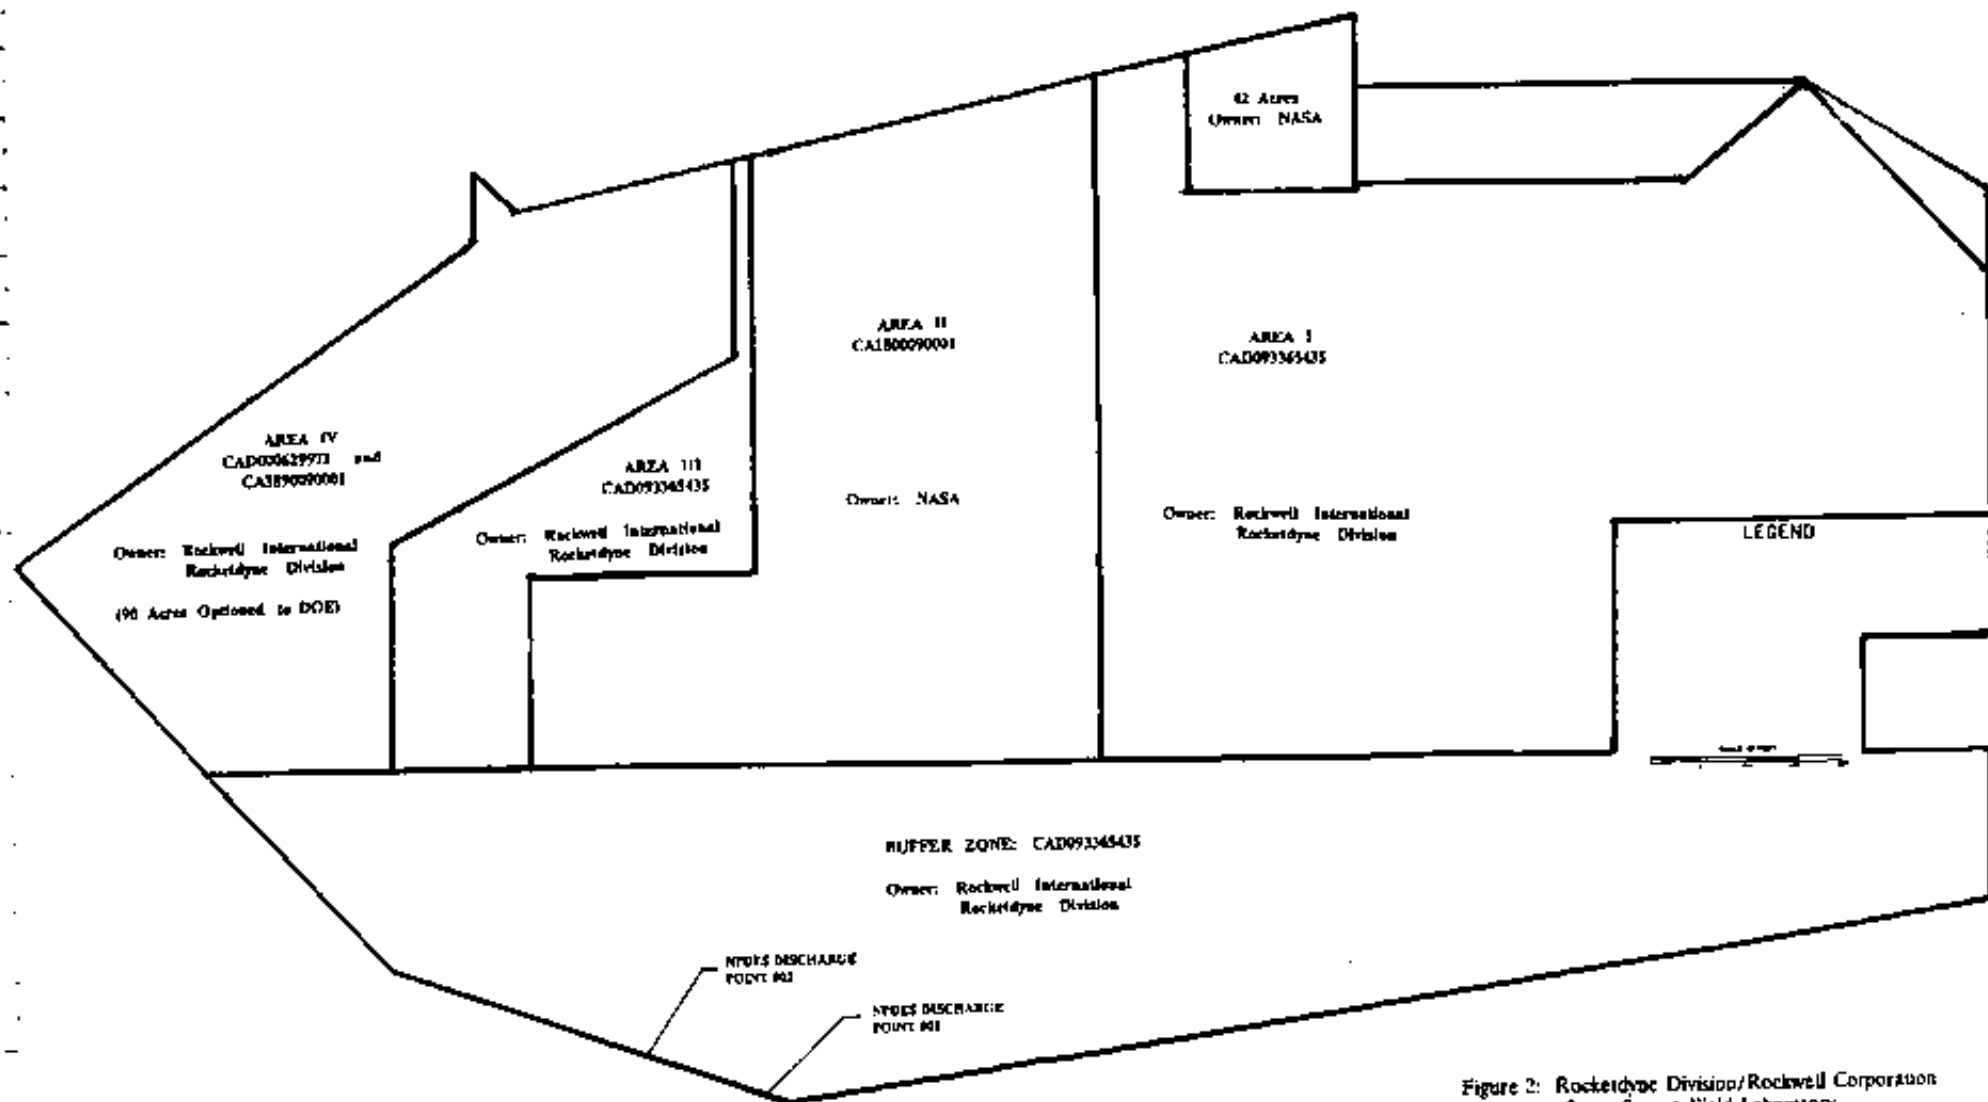 42 Acres
Owner: NASA
AREA II
CA1800090001
AREA I
CAD093365435
AREA IV
CAD000629972 and
CA3890090001
AREA III
CAD093365435
Owner: NASA
Owner: Rockwell International
Rocketdyne Division
Owner: Rockwell International
Rocketdyne Division
Owner: Rockwell International
Rocketdyne Division
(90 Acres Optioned to DOE)
LEGEND
BUFFER ZONE: CAD093365435
Owner: Rockwell International
Rocketdyne Division
NPDES DISCHARGE
POINT 002
NPDES DISCHARGE
POINT 001
Figure 2: Rocketdyne Division/Rockwell Corporation